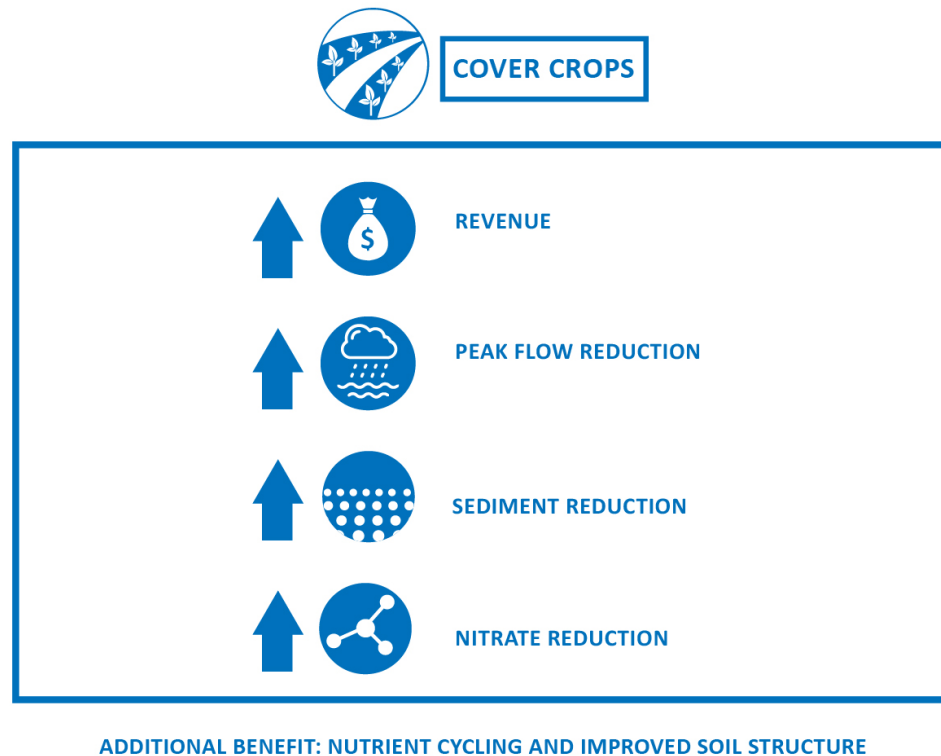 COVER CROPS
REVENUE
$
PEAK FLOW REDUCTION
SEDIMENT REDUCTION
NITRATE REDUCTION
ADDITIONAL BENEFIT: NUTRIENT CYCLING AND IMPROVED SOIL STRUCTURE